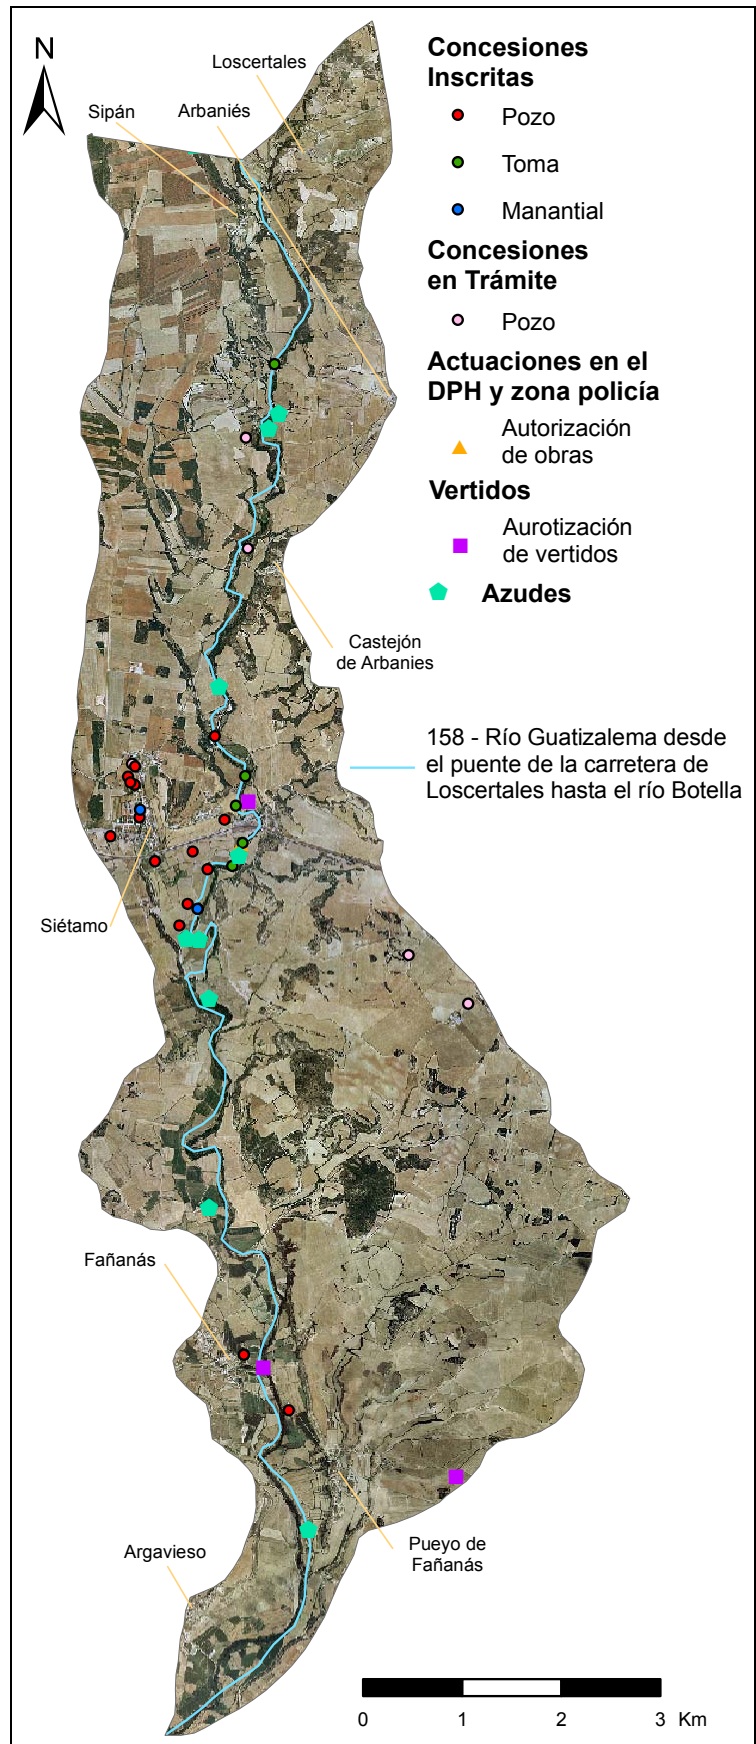 N
Loscertales
Sipán
Arbaniés
Concesiones
Inscritas
Pozo
Toma
Manantial
Concesiones
en Trámite
Pozo
Actuaciones en el
DPH y zona policía
Autorización
de obras
Vertidos
Aurotización
de vertidos
Azudes
Castejón
de Arbanies
158 - Río Guatizalema desde
el puente de la carretera de
Loscertales hasta el río Botella
Siétamo
Fañanás
Argavieso
Pueyo de
Fañanás
0 1 2 3 Km